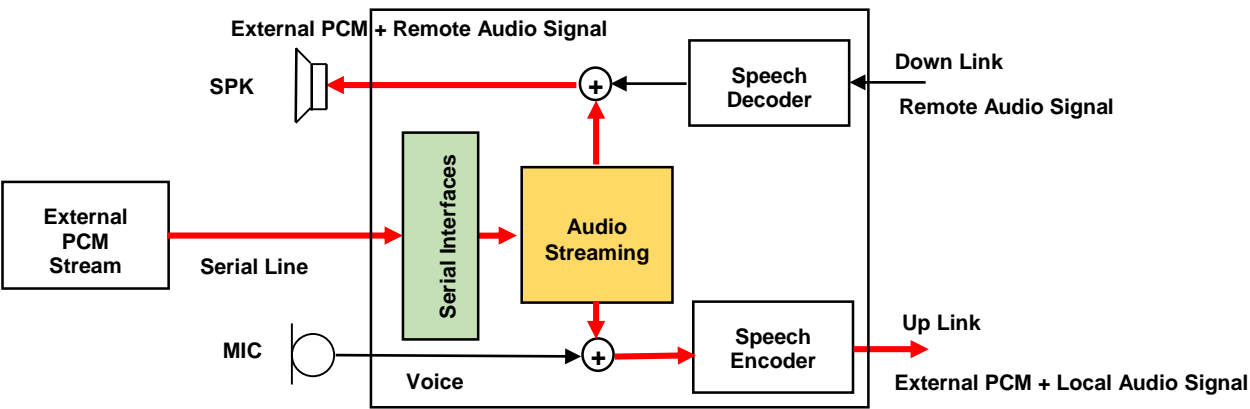 External PCM + Remote Audio Signal
SPK
+
Speech
Decoder
Down Link
Remote Audio Signal
External
PCM
Stream
Serial Line
Serial Interfaces
Audio
Streaming
MIC
Voice
+
Speech
Encoder
Up Link
External PCM + Local Audio Signal